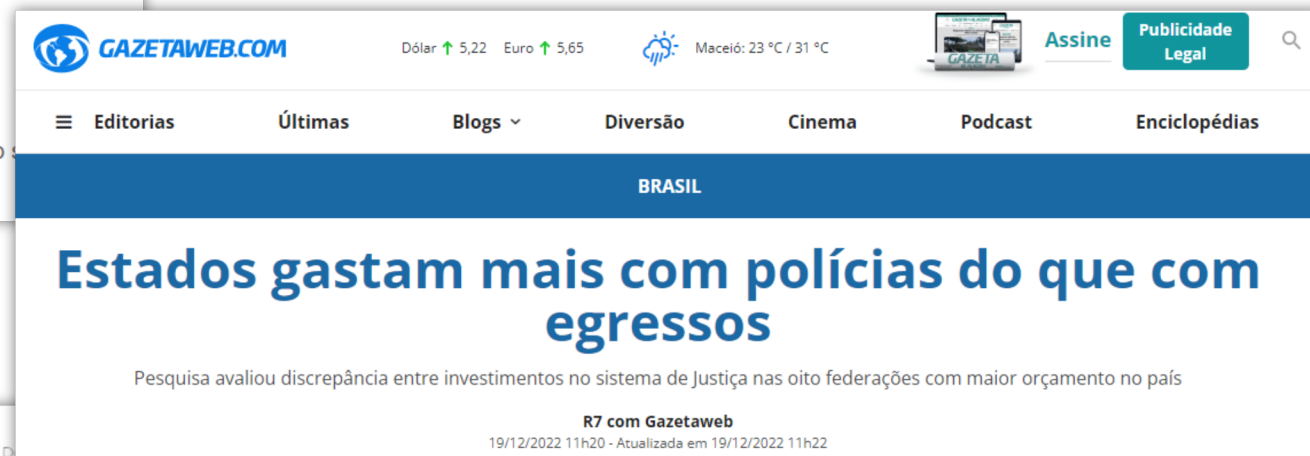 GAZETAWEB.COM
Dólar ↑ 5,22 Euro ↑ 5,65
Maceió: 23 °C / 31 °C
GAZETA
Assine
Publicidade
Legal
Editorias Últimas Blogs Diversão Cinema Podcast Enciclopédias
BRASIL
Estados gastam mais com polícias do que com
egressos
Pesquisa avaliou discrepância entre investimentos no sistema de Justiça nas oito federações com maior orçamento no país
R7 com Gazetaweb
19/12/2022 11h20 - Atualizada em 19/12/2022 11h22